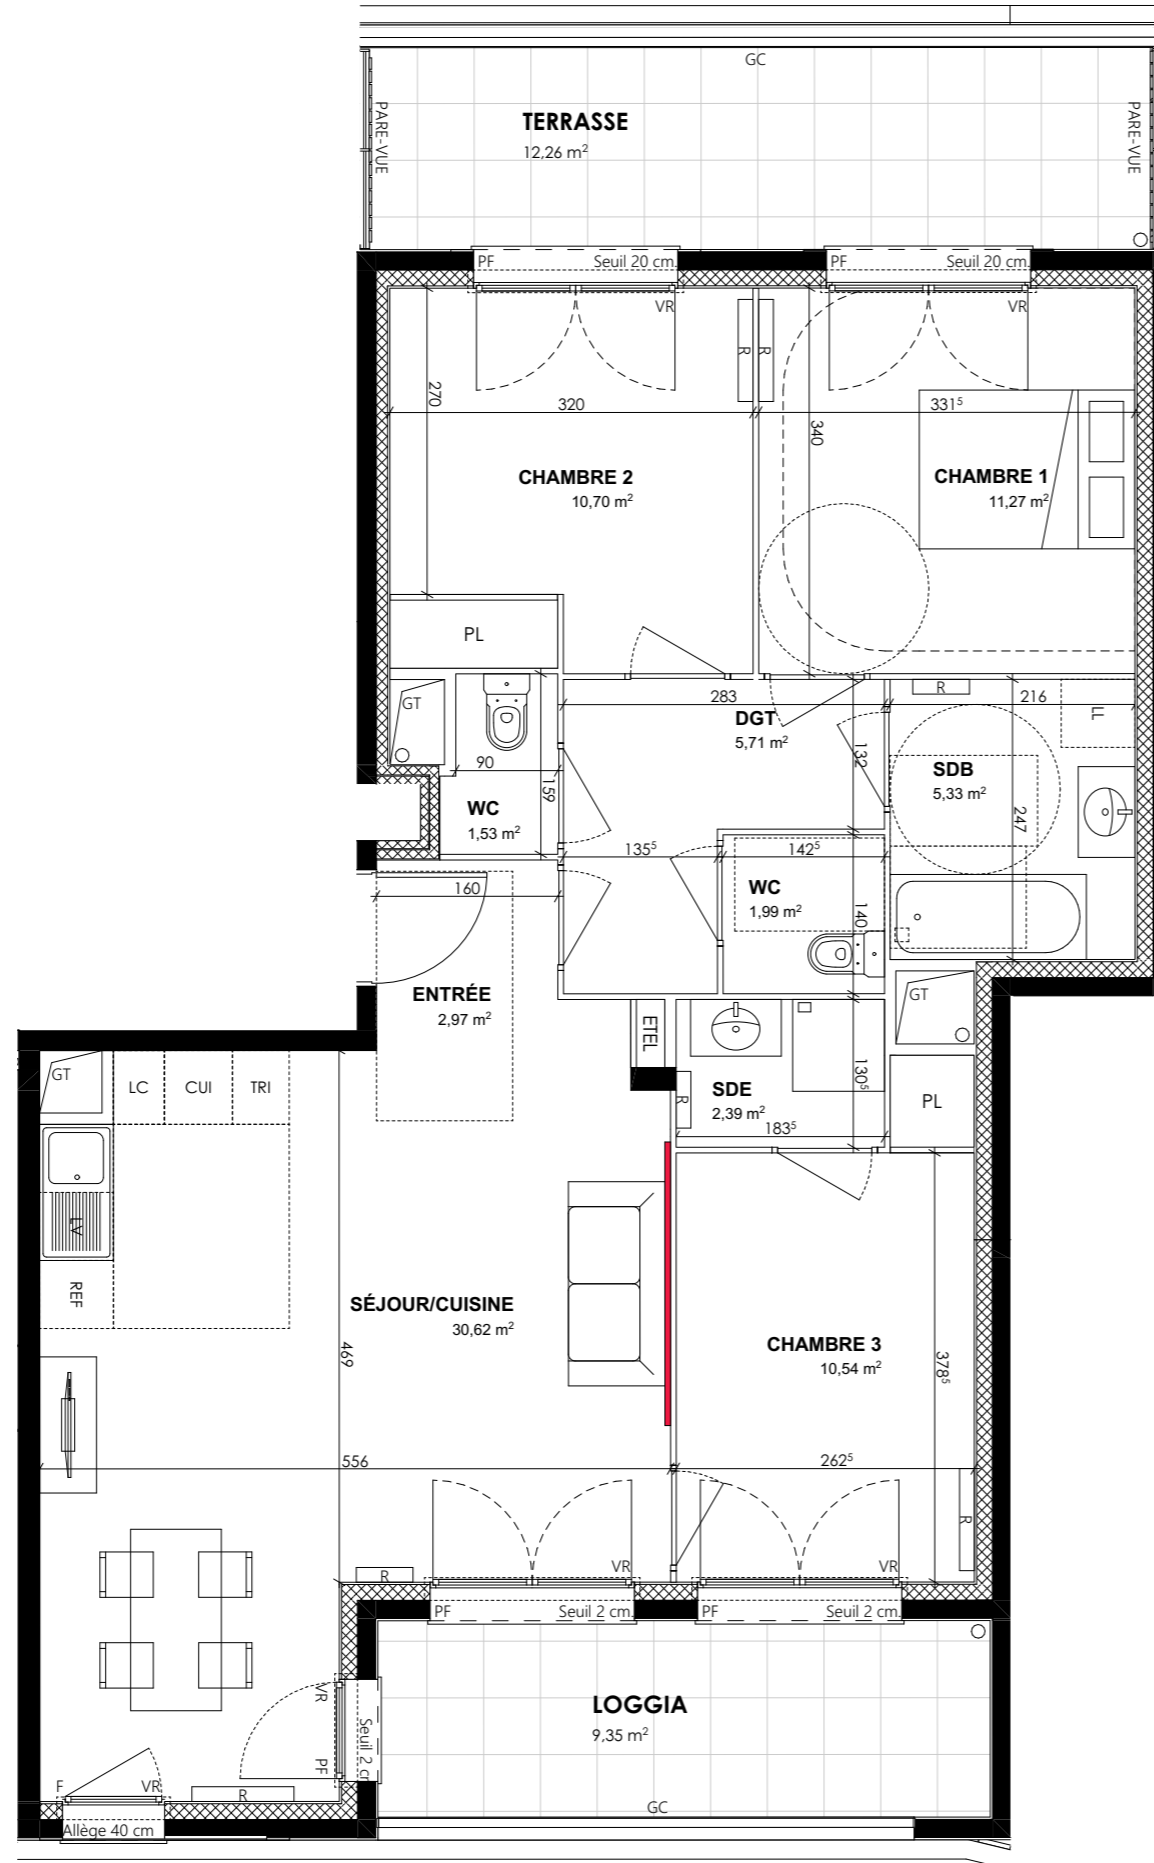 GC
TERRASSE
12,26 m²
PARE-VUE
PARE-VUE
PF
Seuil 20 cm.
PF
Seuil 20 cm.
VR
VR
R
R
270
320
340
331⁵
CHAMBRE 2
10,70 m²
CHAMBRE 1
11,27 m²
PL
GT
283
R
216
LL
DGT
5,71 m²
132
90
159
SDB
5,33 m²
247
WC
1,53 m²
135⁵
142⁵
160
WC
1,99 m²
140
ENTRÉE
2,97 m²
GT
ETEL
GT
LC
CUI
TRI
130⁵
SDE
2,39 m²
R
PL
183⁵
LV
REF
SÉJOUR/CUISINE
30,62 m²
469
CHAMBRE 3
10,54 m²
378⁵
556
262⁵
R
R
VR
VR
PF
Seuil 2 cm.
PF
Seuil 2 cm.
VR
PF
Seuil 2 cm
LOGGIA
9,35 m²
F
VR
R
GC
Allège 40 cm